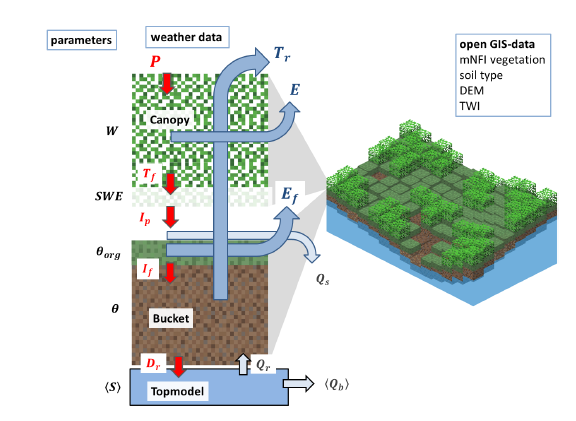 parameters
weather data
open GIS-data
mNFI vegetation
soil type
DEM
TWI
P
T_r
E
Canopy
W
T_f
SWE
E_f
I_p
θ_org
I_f
Q_s
θ
Bucket
D_r
Q_r
⟨S⟩
Topmodel
⟨Q_b⟩